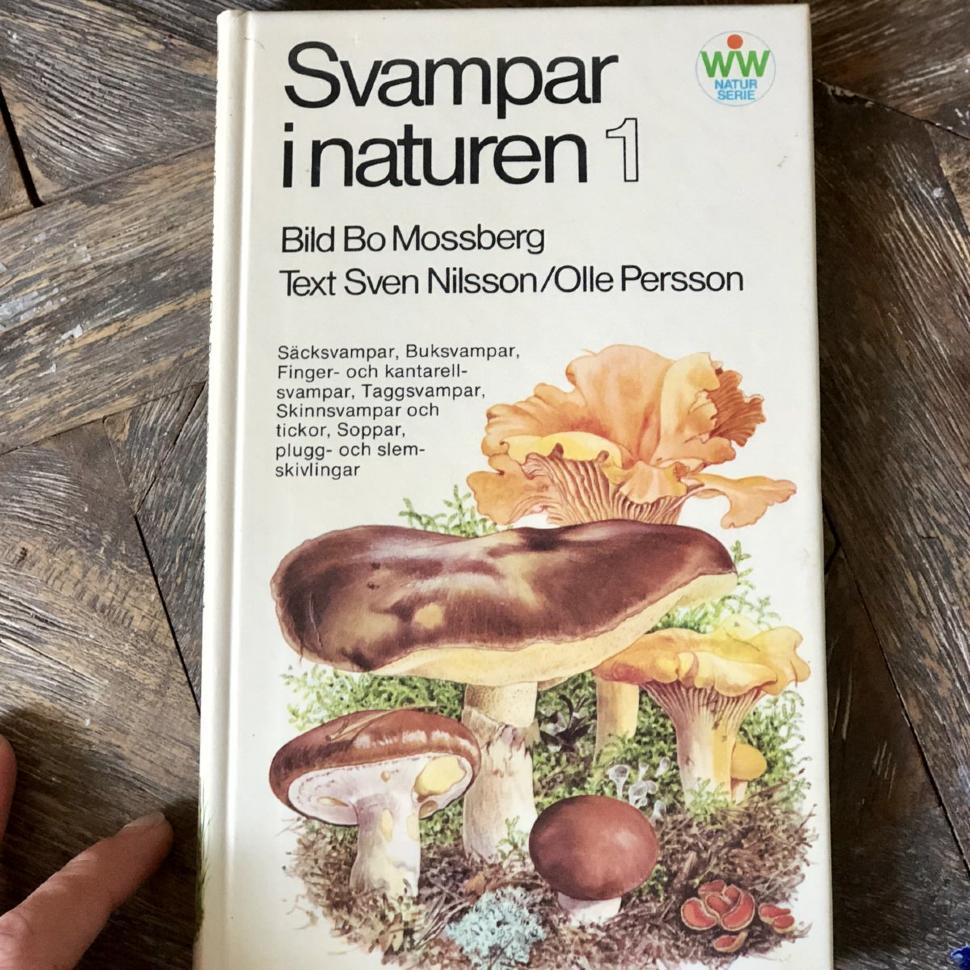 Svampar
i naturen 1
WW
NATUR
SERIE
Bild Bo Mossberg
Text Sven Nilsson/Olle Persson
Säcksvampar, Buksvampar,
Finger- och kantarell-
svampar, Taggsvampar,
Skinnsvampar och
tickor, Soppar,
plugg- och slem-
skivlingar